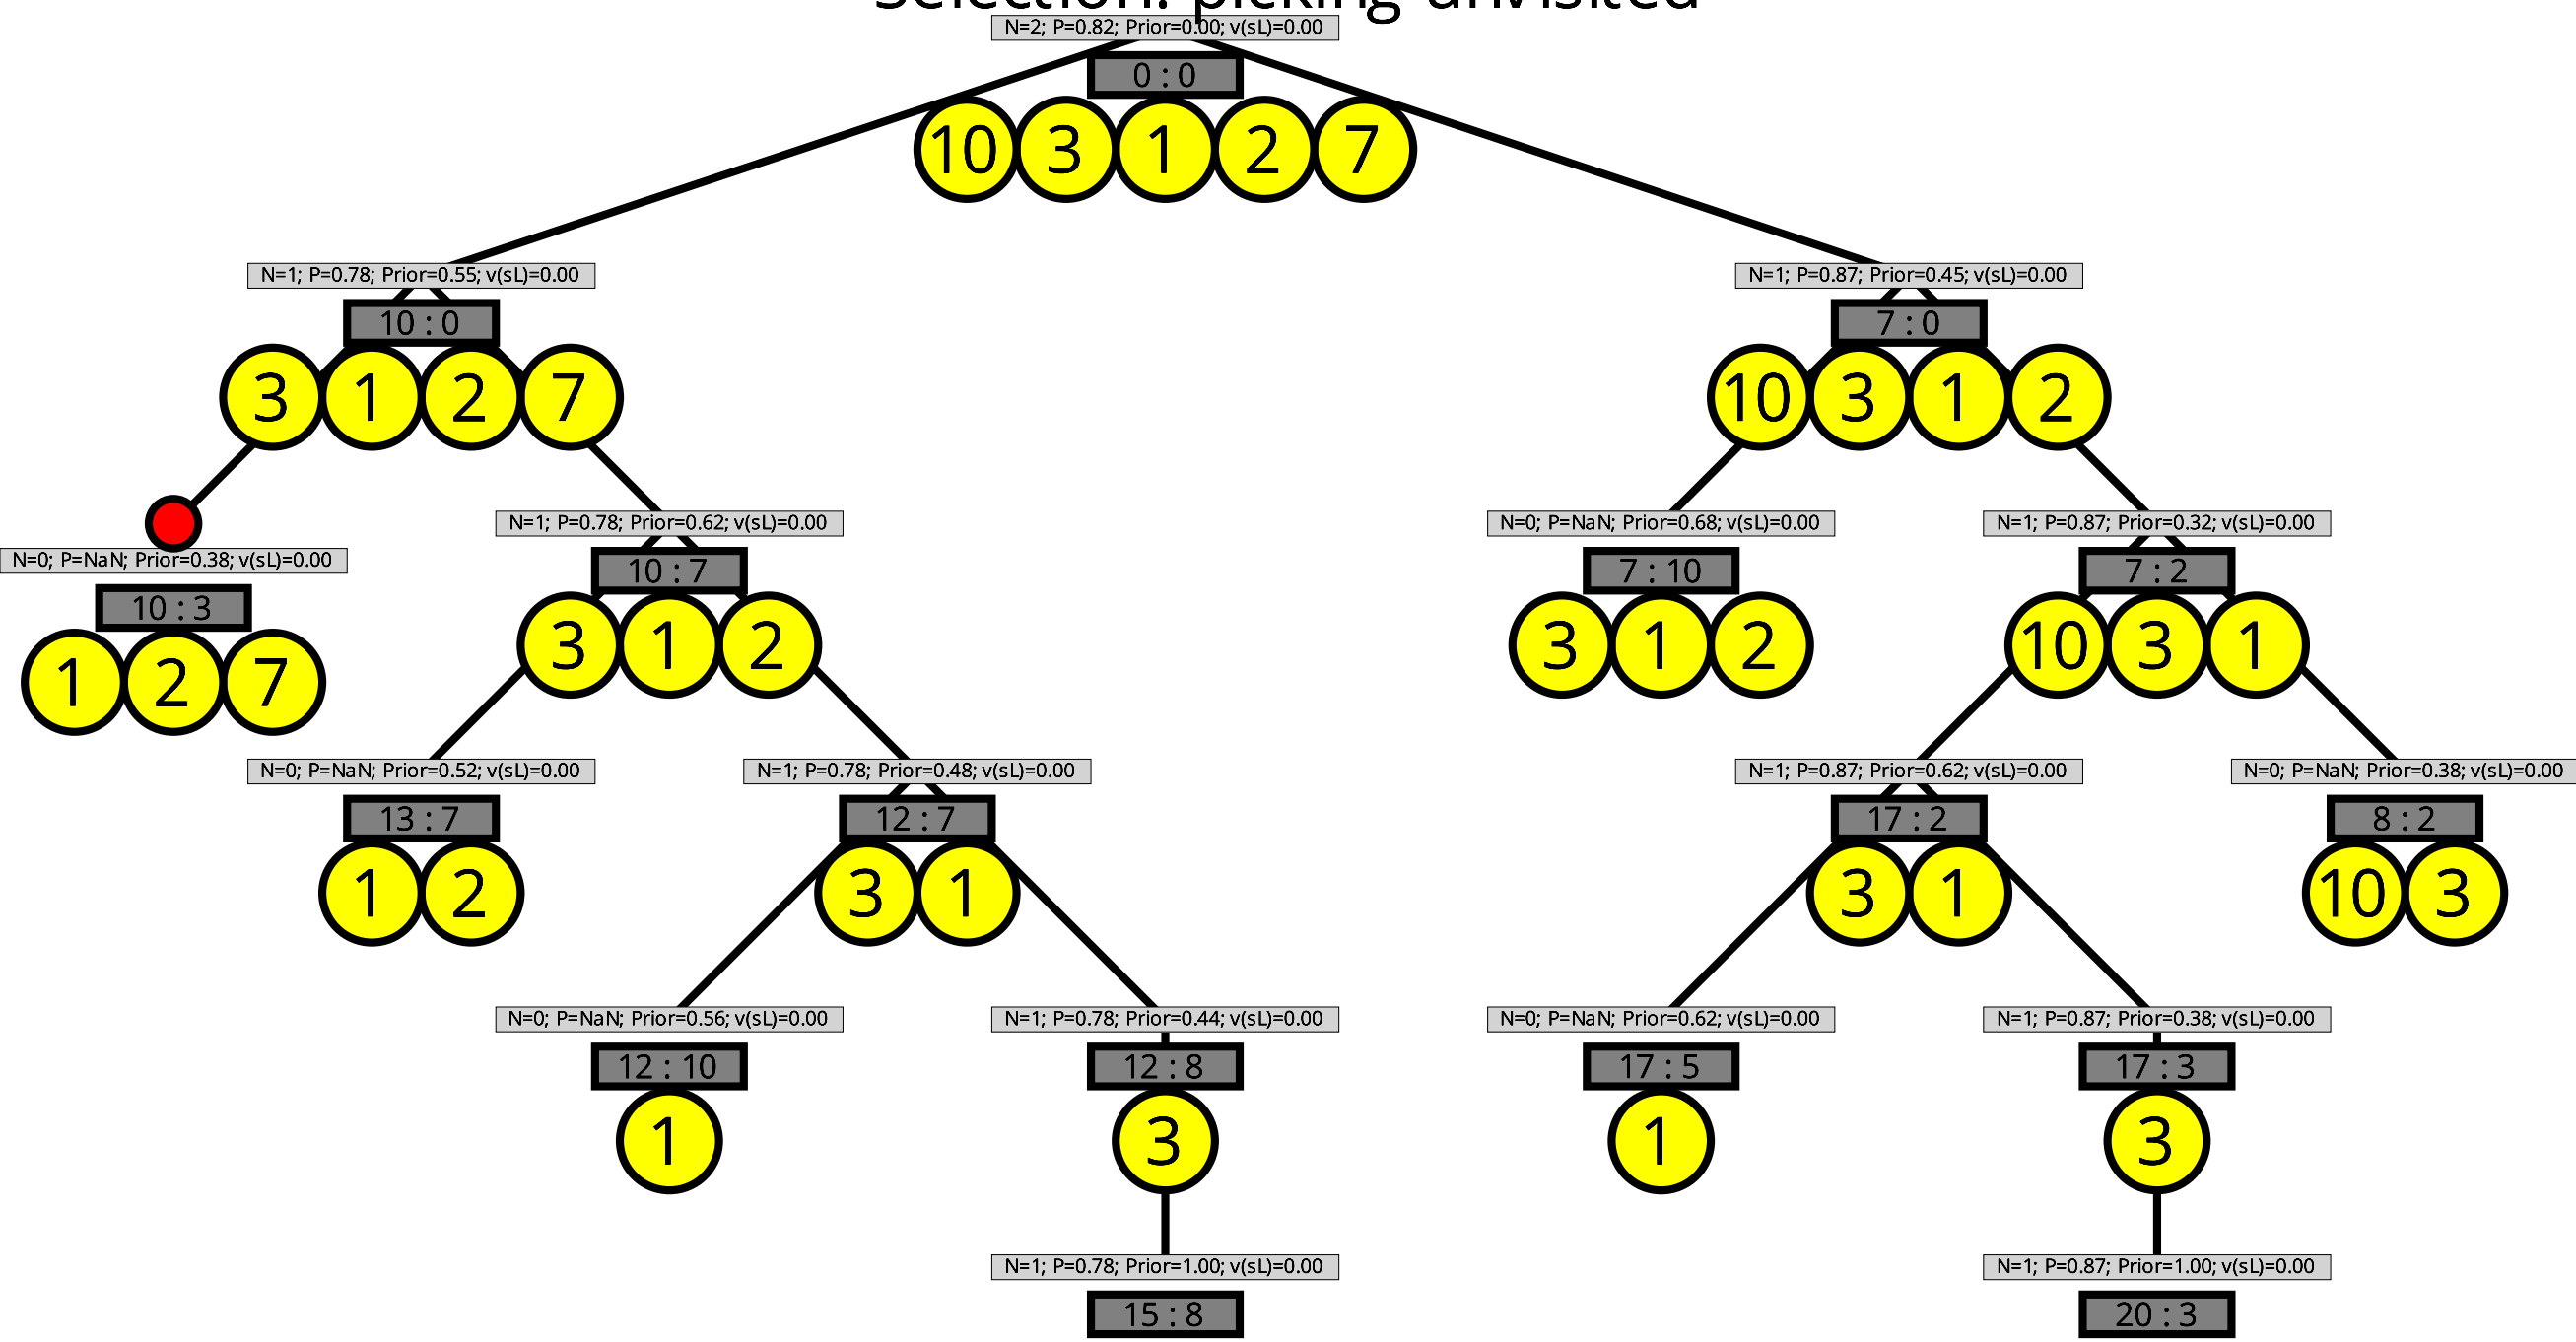 Selection: picking unvisited
N=2; P=0.82; Prior=0.00; v(sL)=0.00
0 : 0
10 3 1 2 7
N=1; P=0.78; Prior=0.55; v(sL)=0.00
10 : 0
3 1 2 7
N=1; P=0.87; Prior=0.45; v(sL)=0.00
7 : 0
10 3 1 2
N=0; P=NaN; Prior=0.38; v(sL)=0.00
10 : 3
1 2 7
N=1; P=0.78; Prior=0.62; v(sL)=0.00
10 : 7
3 1 2
N=0; P=NaN; Prior=0.68; v(sL)=0.00
7 : 10
3 1 2
N=1; P=0.87; Prior=0.32; v(sL)=0.00
7 : 2
10 3 1
N=0; P=NaN; Prior=0.52; v(sL)=0.00
13 : 7
1 2
N=1; P=0.78; Prior=0.48; v(sL)=0.00
12 : 7
3 1
N=1; P=0.87; Prior=0.62; v(sL)=0.00
17 : 2
3 1
N=0; P=NaN; Prior=0.38; v(sL)=0.00
8 : 2
10 3
N=0; P=NaN; Prior=0.56; v(sL)=0.00
12 : 10
1
N=1; P=0.78; Prior=0.44; v(sL)=0.00
12 : 8
3
N=0; P=NaN; Prior=0.62; v(sL)=0.00
17 : 5
1
N=1; P=0.87; Prior=0.38; v(sL)=0.00
17 : 3
3
N=1; P=0.78; Prior=1.00; v(sL)=0.00
15 : 8
N=1; P=0.87; Prior=1.00; v(sL)=0.00
20 : 3